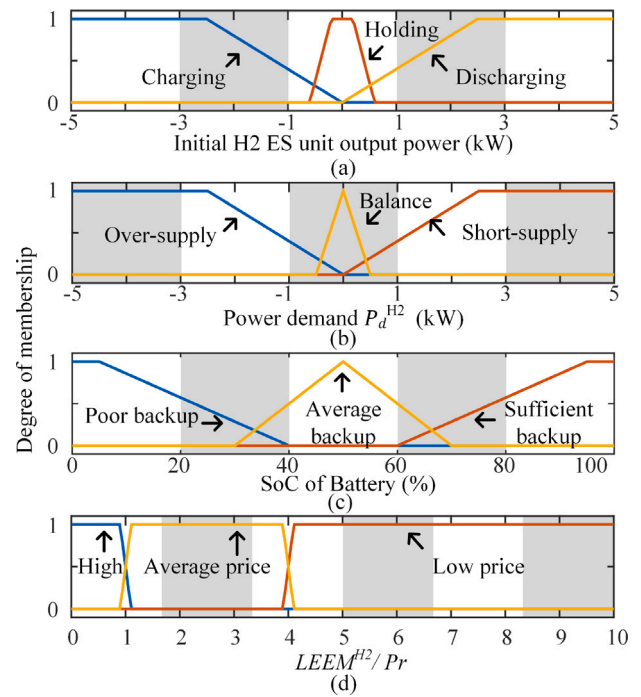 Degree of membership
1
0
Charging
Holding
Discharging
-5 -3 -1 1 3 5
Initial H2 ES unit output power (kW)
(a)
1
0
Over-supply
Balance
Short-supply
-5 -3 -1 1 3 5
Power demand Pd^H2 (kW)
(b)
1
0
Poor backup
Average
backup
Sufficient
backup
0 20 40 60 80 100
SoC of Battery (%)
(c)
1
0
High
Average price
Low price
0 1 2 3 4 5 6 7 8 9 10
LEEM^H2/ Pr
(d)